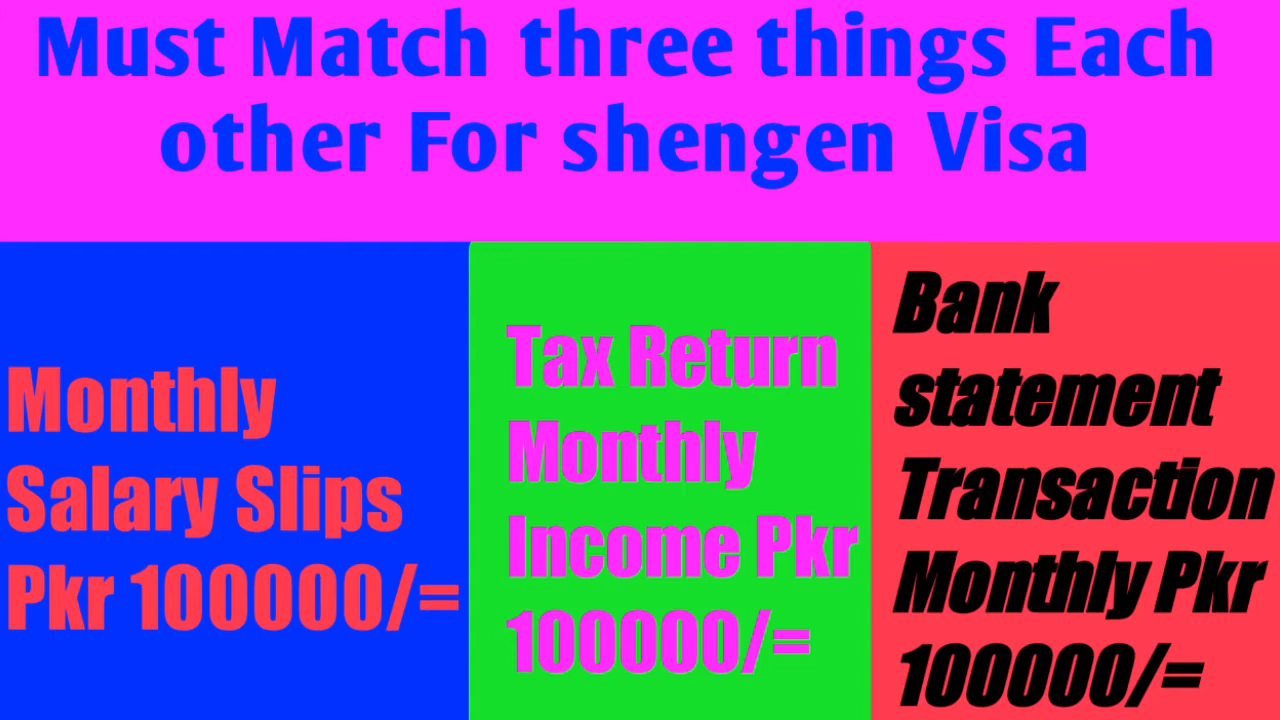 Must Match three things Each
other For shengen Visa
Monthly
Salary Slips
Pkr 100000/=
Tax Return
Monthly
Income Pkr
100000/=
Bank
statement
Transaction
Monthly Pkr
100000/=